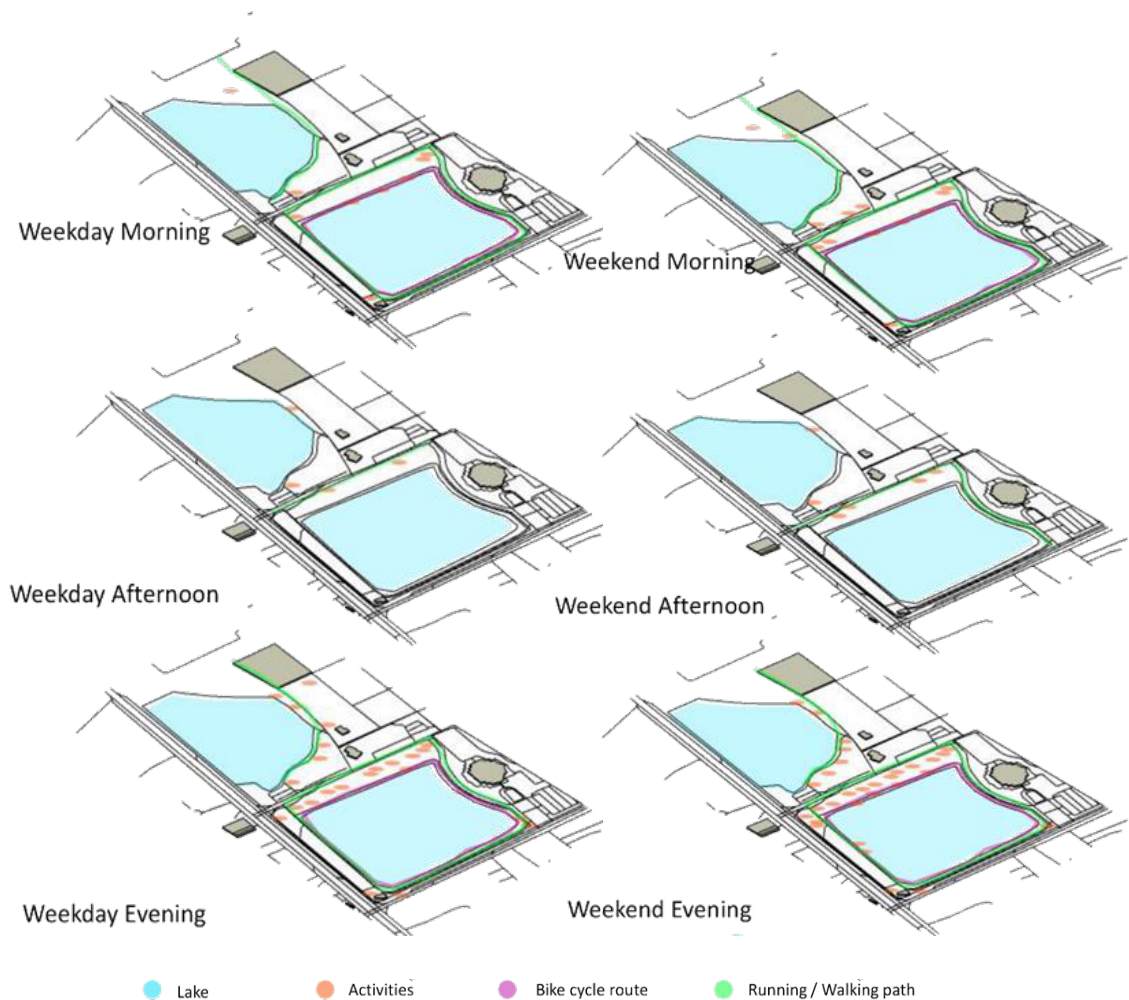 Weekday Morning
Weekend Morning
Weekday Afternoon
Weekend Afternoon
Weekday Evening
Weekend Evening
Lake
Activities
Bike cycle route
Running / Walking path